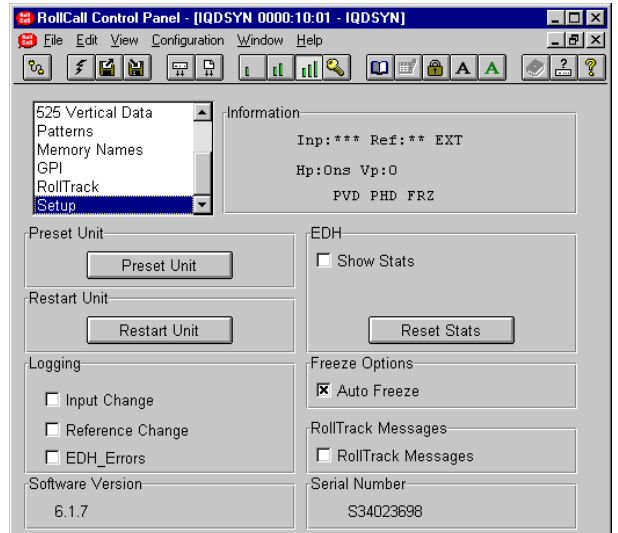 RollCall Control Panel - [IQDSYN 0000:10:01 - IQDSYN]
File Edit View Configuration Window Help
A A ? ?
525 Vertical Data
Patterns
Memory Names
GPI
RollTrack
Setup
Information
Inp:*** Ref:** EXT
Hp:0ns Vp:0
PVD PHD FRZ
Preset Unit
Preset Unit
EDH
Show Stats
Restart Unit
Restart Unit
Reset Stats
Logging
Input Change
Reference Change
EDH_Errors
Freeze Options
Auto Freeze
RollTrack Messages
RollTrack Messages
Software Version
6.1.7
Serial Number
S34023698